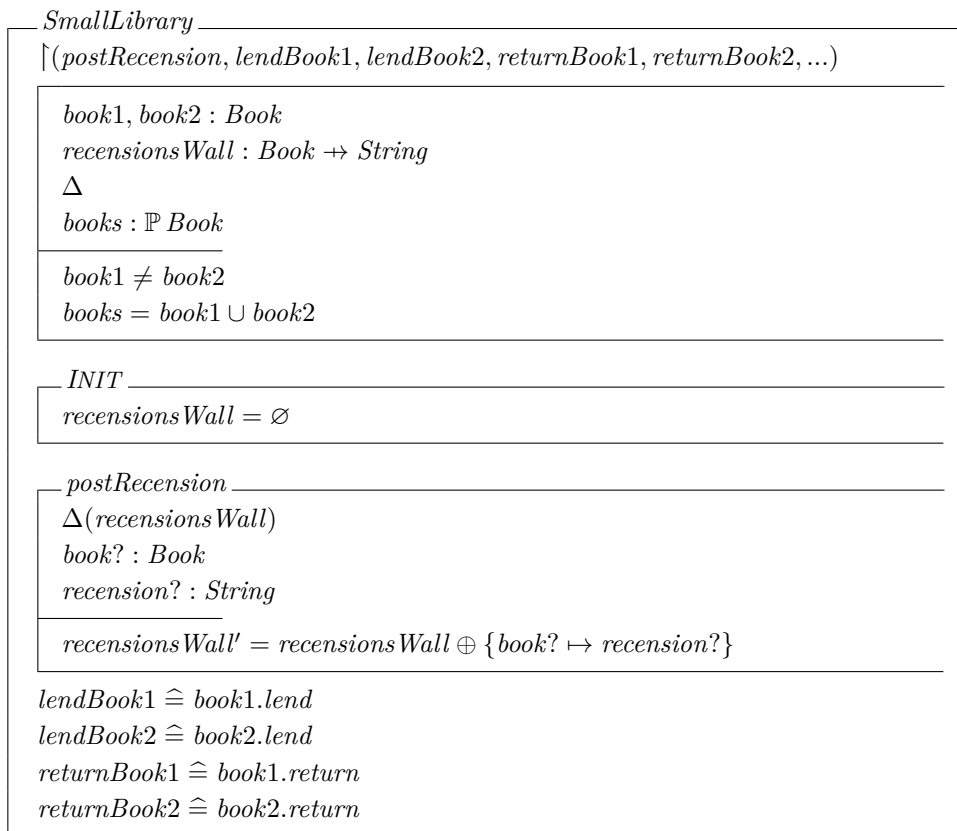 SmallLibrary
↾(postRecension, lendBook1, lendBook2, returnBook1, returnBook2, ...)
book1, book2 : Book
recensionsWall : Book ⇸ String
Δ
books : ℙ Book
book1 ≠ book2
books = book1 ∪ book2
INIT
recensionsWall = ∅
postRecension
Δ(recensionsWall)
book? : Book
recension? : String
recensionsWall′ = recensionsWall ⊕ {book? ↦ recension?}
lendBook1 ≙ book1.lend
lendBook2 ≙ book2.lend
returnBook1 ≙ book1.return
returnBook2 ≙ book2.return